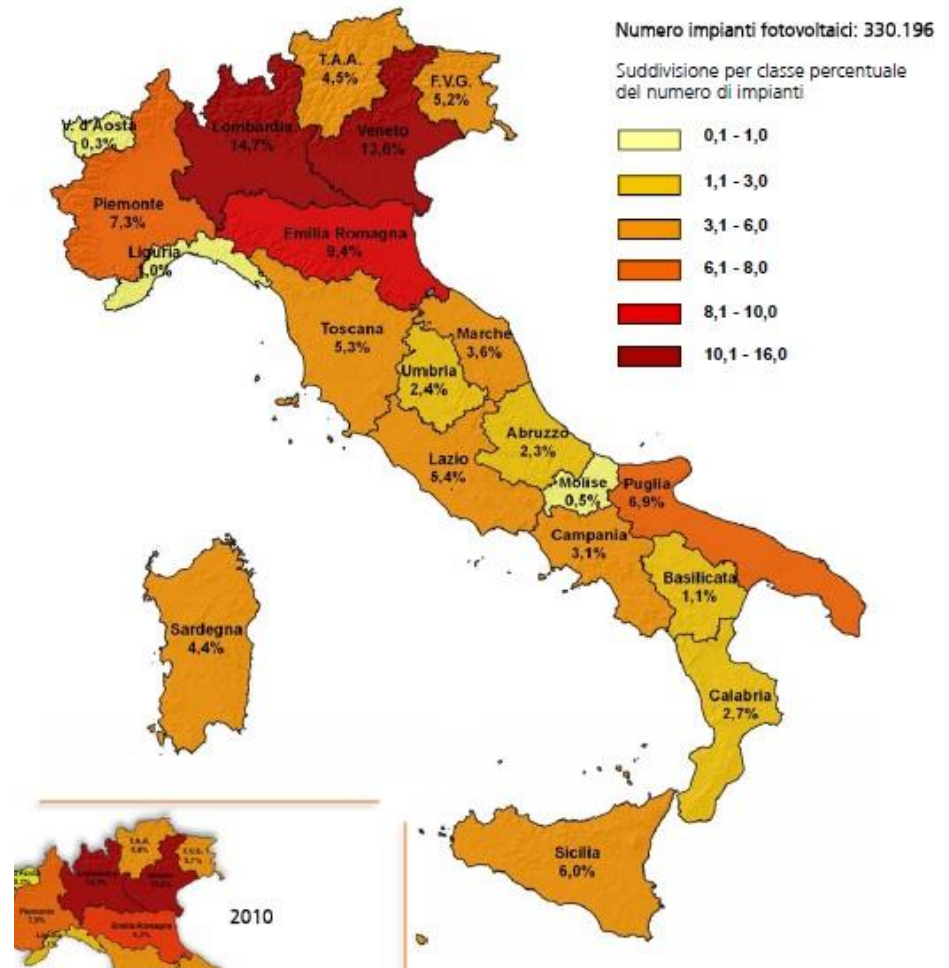 Numero impianti fotovoltaici: 330.196
Suddivisione per classe percentuale
del numero di impianti
0,1 - 1,0
1,1 - 3,0
3,1 - 6,0
6,1 - 8,0
8,1 - 10,0
10,1 - 16,0
T.A.A.
4,5%
F.V.G.
5,2%
V. d'Aosta
0,3%
Lombardia
14,7%
Veneto
13,6%
Piemonte
7,3%
Emilia Romagna
9,4%
Liguria
1,0%
Toscana
5,3%
Marche
3,6%
Umbria
2,4%
Abruzzo
2,3%
Lazio
5,4%
Molise
0,5%
Puglia
6,9%
Campania
3,1%
Basilicata
1,1%
Sardegna
4,4%
Calabria
2,7%
Sicilia
6,0%
2010
T.A.A.
F.V.G.
Piemonte
Emilia Romagna